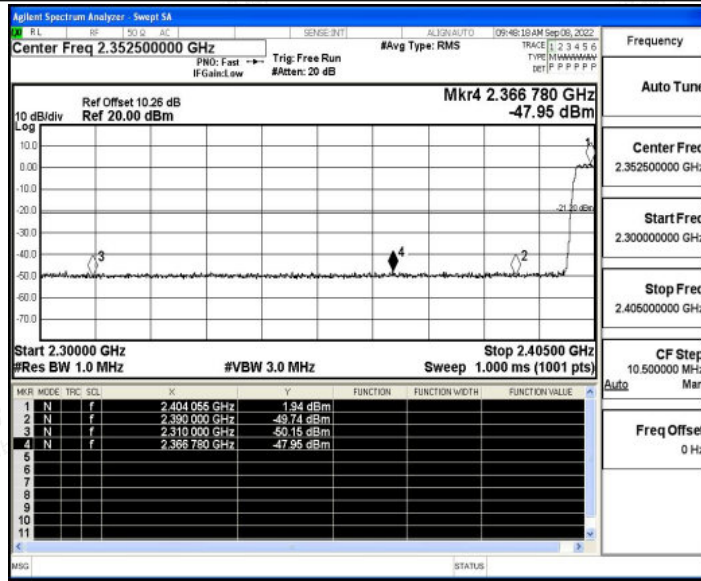 Agilent Spectrum Analyzer - Swept SA
RL RF 50 Ω AC SENSE:INT ALIGNAUTO 09:48:18 AM Sep 08, 2022
Center Freq 2.352500000 GHz
#Avg Type: RMS
TRACE 1 2 3 4 5 6
PNO: Fast Trig: Free Run
TYPE MWWWWW
IFGain:Low #Atten: 20 dB
DET P P P P P P
Mkr4 2.366 780 GHz
-47.95 dBm
Ref Offset 10.26 dB
10 dB/div Ref 20.00 dBm
Log
10.0
0.00
-10.0
-20.0
-30.0
-40.0
-50.0
-60.0
-70.0
1
-21.20 dBm
3
4
2
Start 2.30000 GHz Stop 2.40500 GHz
#Res BW 1.0 MHz #VBW 3.0 MHz Sweep 1.000 ms (1001 pts)
MKR MODE TRC SCL X Y FUNCTION FUNCTION WIDTH FUNCTION VALUE
1 N f 2.404 055 GHz 1.94 dBm
2 N f 2.390 000 GHz -49.74 dBm
3 N f 2.310 000 GHz -50.15 dBm
4 N f 2.366 780 GHz -47.95 dBm
5
6
7
8
9
10
11
MSG STATUS
Frequency
Auto Tune
Center Freq
2.352500000 GHz
Start Freq
2.300000000 GHz
Stop Freq
2.405000000 GHz
CF Step
10.500000 MHz
Auto Man
Freq Offset
0 Hz